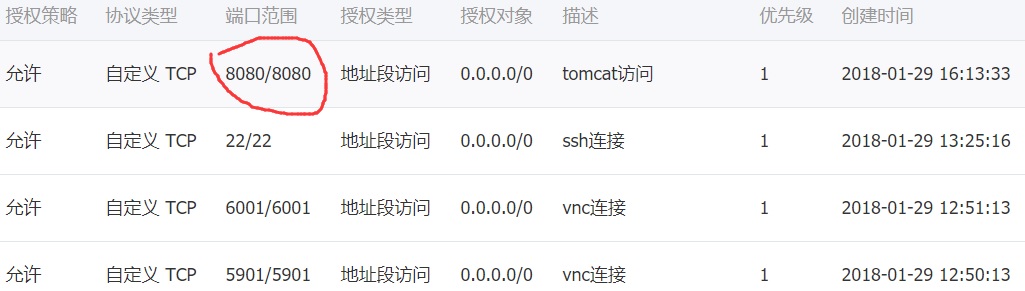 授权策略 协议类型 端口范围 授权类型 授权对象 描述 优先级 创建时间
允许 自定义 TCP 8080/8080 地址段访问 0.0.0.0/0 tomcat访问 1 2018-01-29 16:13:33
允许 自定义 TCP 22/22 地址段访问 0.0.0.0/0 ssh连接 1 2018-01-29 13:25:16
允许 自定义 TCP 6001/6001 地址段访问 0.0.0.0/0 vnc连接 1 2018-01-29 12:51:13
允许 自定义 TCP 5901/5901 地址段访问 0.0.0.0/0 vnc连接 1 2018-01-29 12:50:13